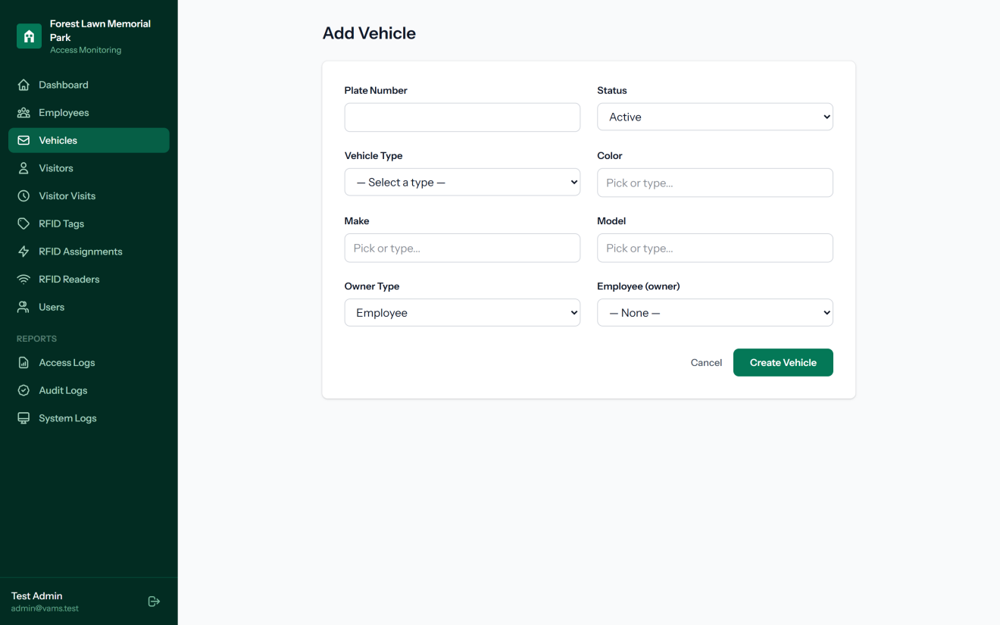 Forest Lawn Memorial
Park
Access Monitoring
Dashboard
Employees
Vehicles
Visitors
Visitor Visits
RFID Tags
RFID Assignments
RFID Readers
Users
REPORTS
Access Logs
Audit Logs
System Logs
Test Admin
admin@vams.test
Add Vehicle
Plate Number
Status
Active
Vehicle Type
— Select a type —
Color
Pick or type...
Make
Pick or type...
Model
Pick or type...
Owner Type
Employee
Employee (owner)
— None —
Cancel
Create Vehicle